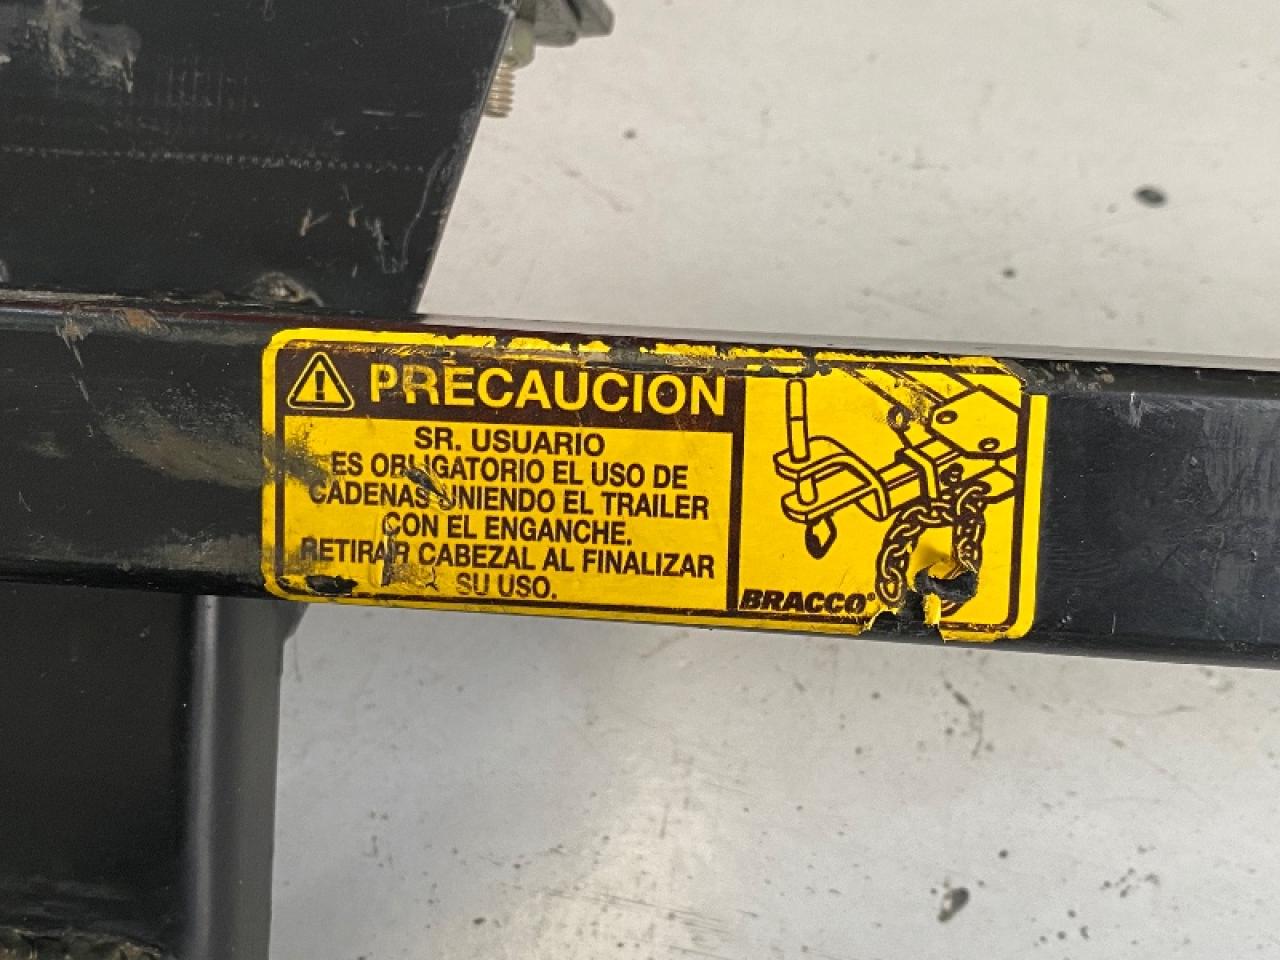 PRECAUCION
SR. USUARIO
ES OBLIGATORIO EL USO DE
CADENAS UNIENDO EL TRAILER
CON EL ENGANCHE.
RETIRAR CABEZAL AL FINALIZAR
SU USO.
BRACCO®